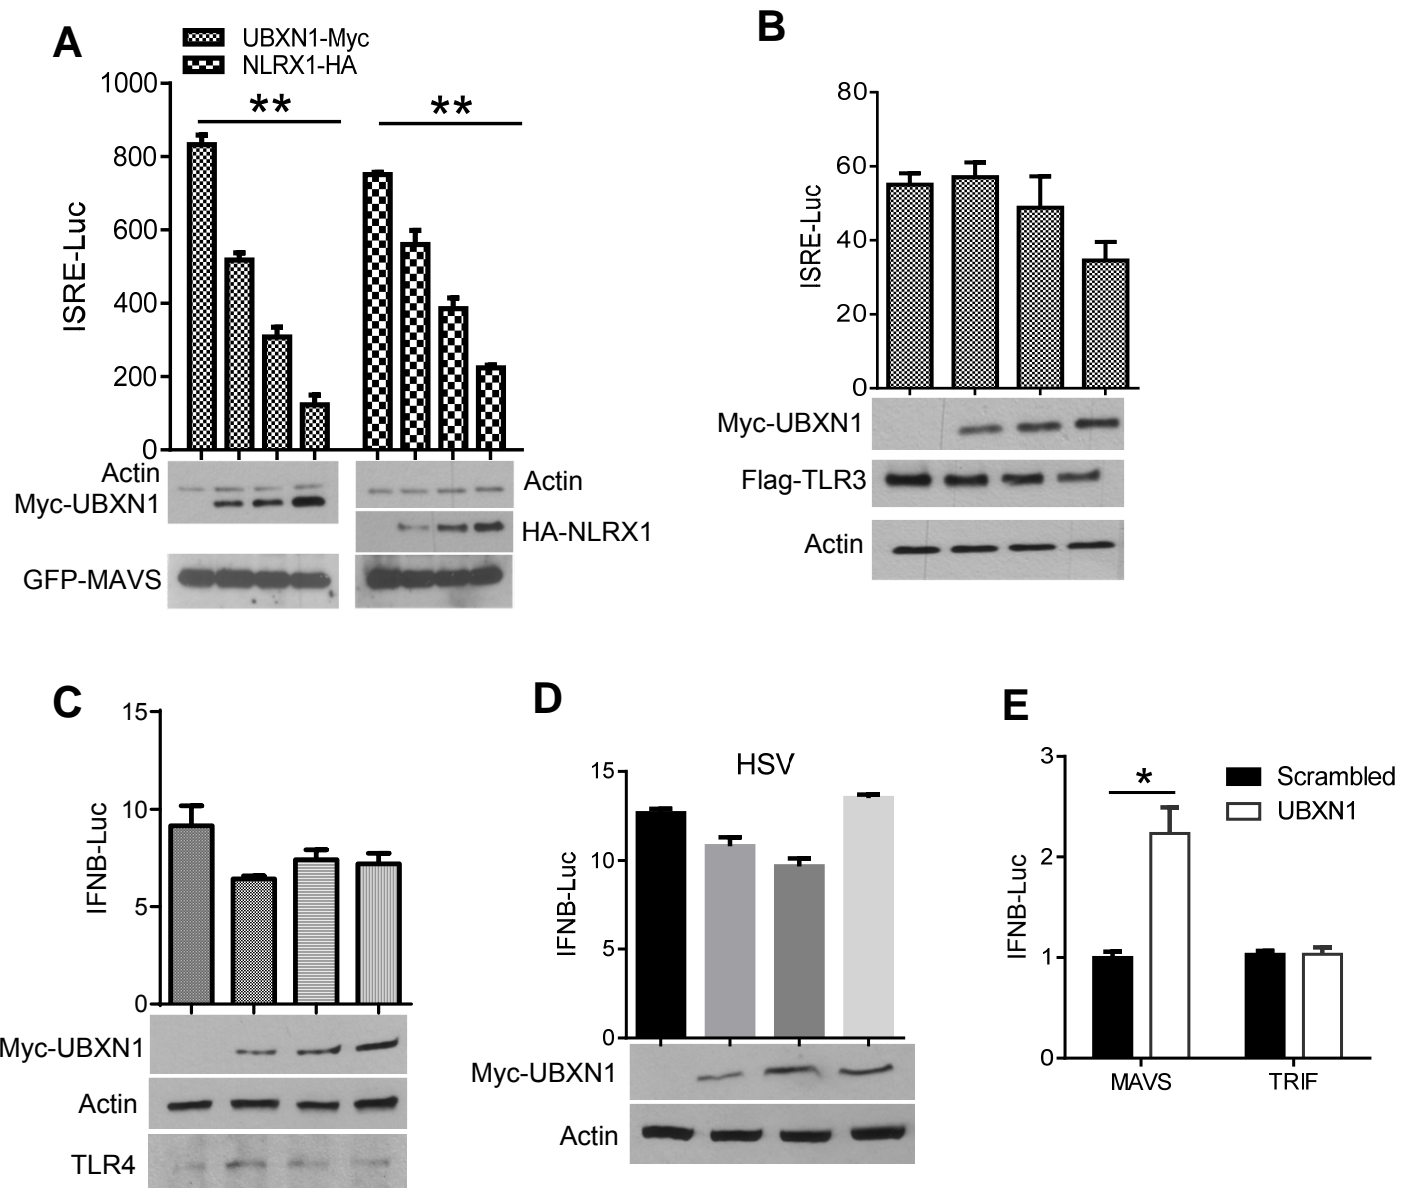 A
UBXN1-Myc
NLRX1-HA
ISRE-Luc
1000
800
600
400
200
0
**
**
Actin
Myc-UBXN1
GFP-MAVS
Actin
HA-NLRX1
B
ISRE-Luc
80
60
40
20
0
Myc-UBXN1
Flag-TLR3
Actin
C
IFNB-Luc
15
10
5
0
Myc-UBXN1
Actin
TLR4
D
HSV
IFNB-Luc
15
10
5
0
Myc-UBXN1
Actin
E
IFNB-Luc
3
2
1
0
*
Scrambled
UBXN1
MAVS
TRIF